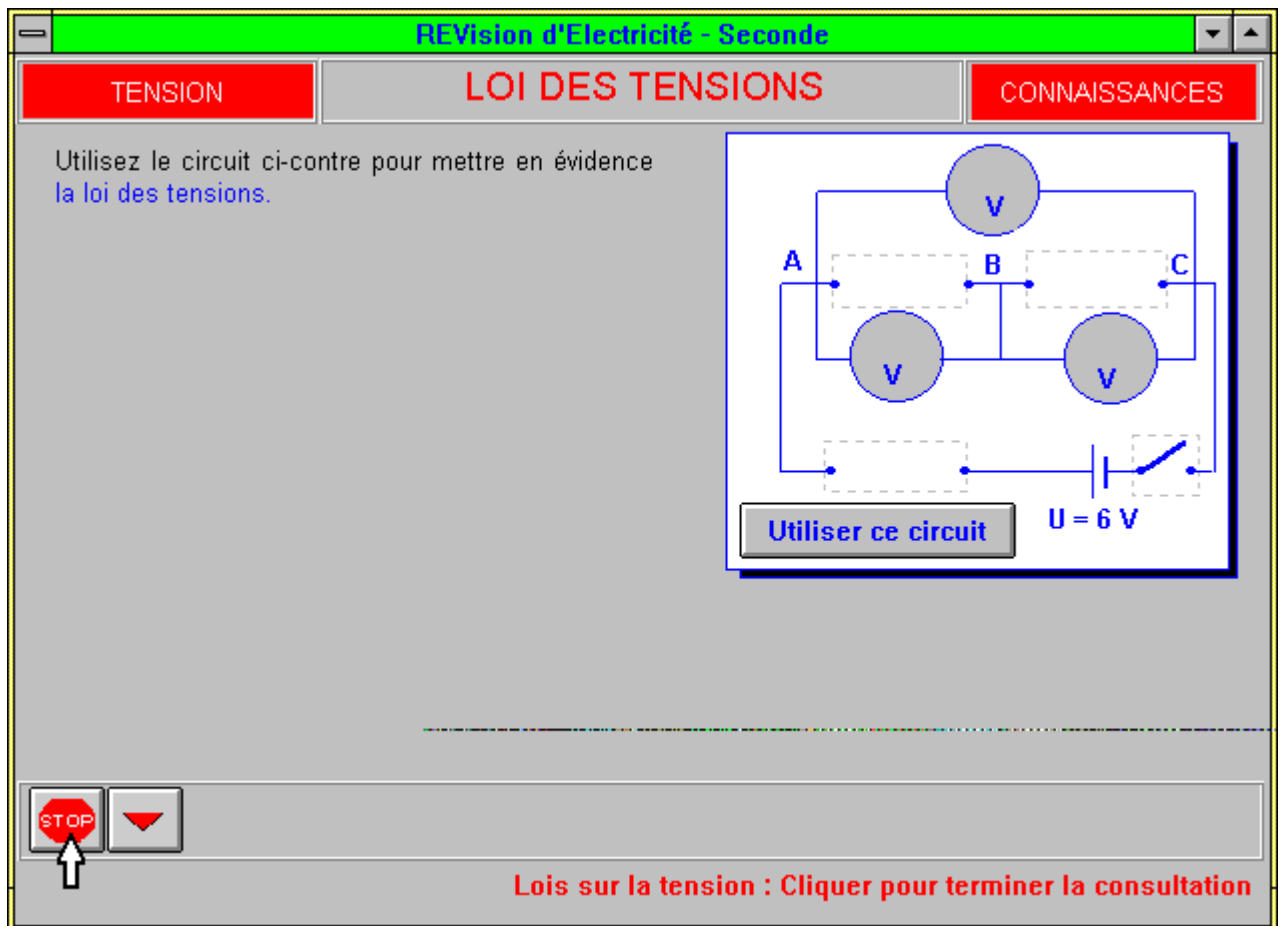 REVision d'Electricité - Seconde
TENSION
LOI DES TENSIONS
CONNAISSANCES
Utilisez le circuit ci-contre pour mettre en évidence
la loi des tensions.
V
A
B
C
V
V
U = 6 V
Utiliser ce circuit
STOP
Lois sur la tension : Cliquer pour terminer la consultation